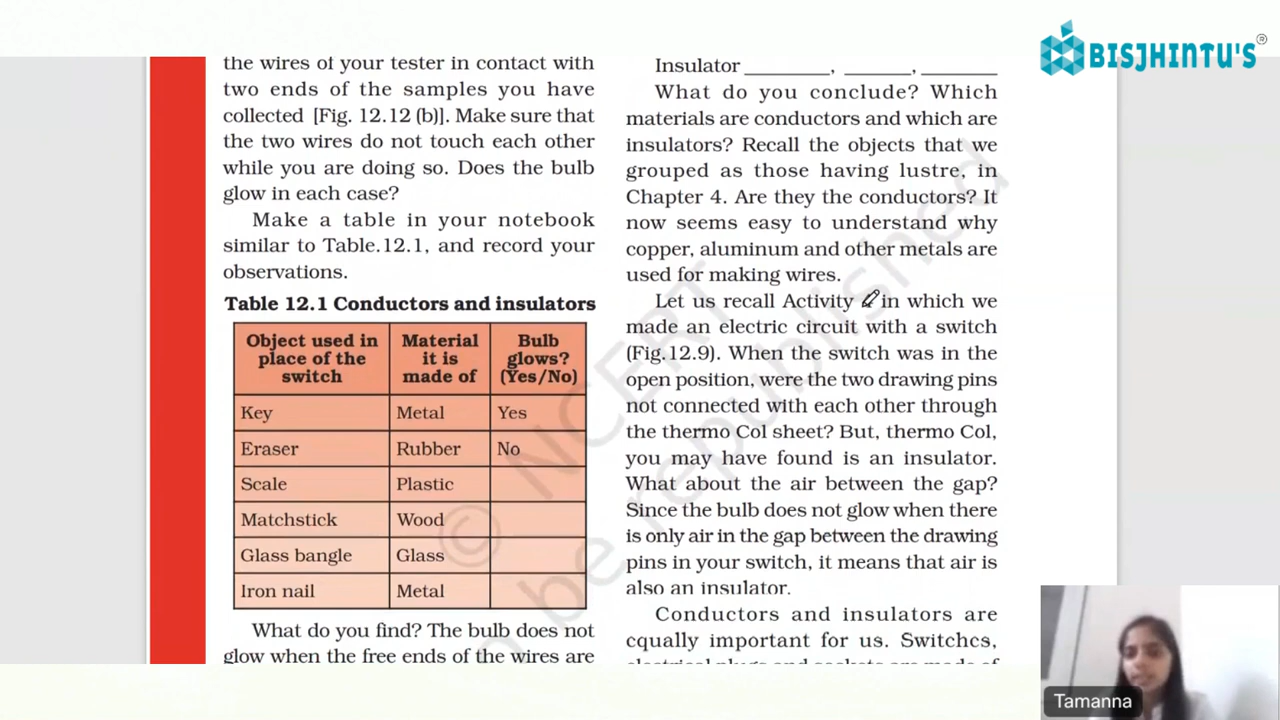 BISJHINTU'S®
the wires of your tester in contact with
two ends of the samples you have
collected [Fig. 12.12 (b)]. Make sure that
the two wires do not touch each other
while you are doing so. Does the bulb
glow in each case?
Make a table in your notebook
similar to Table.12.1, and record your
observations.
Table 12.1 Conductors and insulators
Object used in place of the switch Material it is made of Bulb glows? (Yes/No)
Key Metal Yes
Eraser Rubber No
Scale Plastic
Matchstick Wood
Glass bangle Glass
Iron nail Metal
What do you find? The bulb does not
glow when the free ends of the wires are
Insulator ________, ______, _______
What do you conclude? Which
materials are conductors and which are
insulators? Recall the objects that we
grouped as those having lustre, in
Chapter 4. Are they the conductors? It
now seems easy to understand why
copper, aluminum and other metals are
used for making wires.
Let us recall Activity in which we
made an electric circuit with a switch
(Fig.12.9). When the switch was in the
open position, were the two drawing pins
not connected with each other through
the thermo Col sheet? But, thermo Col,
you may have found is an insulator.
What about the air between the gap?
Since the bulb does not glow when there
is only air in the gap between the drawing
pins in your switch, it means that air is
also an insulator.
Conductors and insulators are
equally important for us. Switches,
electrical plugs and sockets are made of
© NCERT
be republished
Tamanna